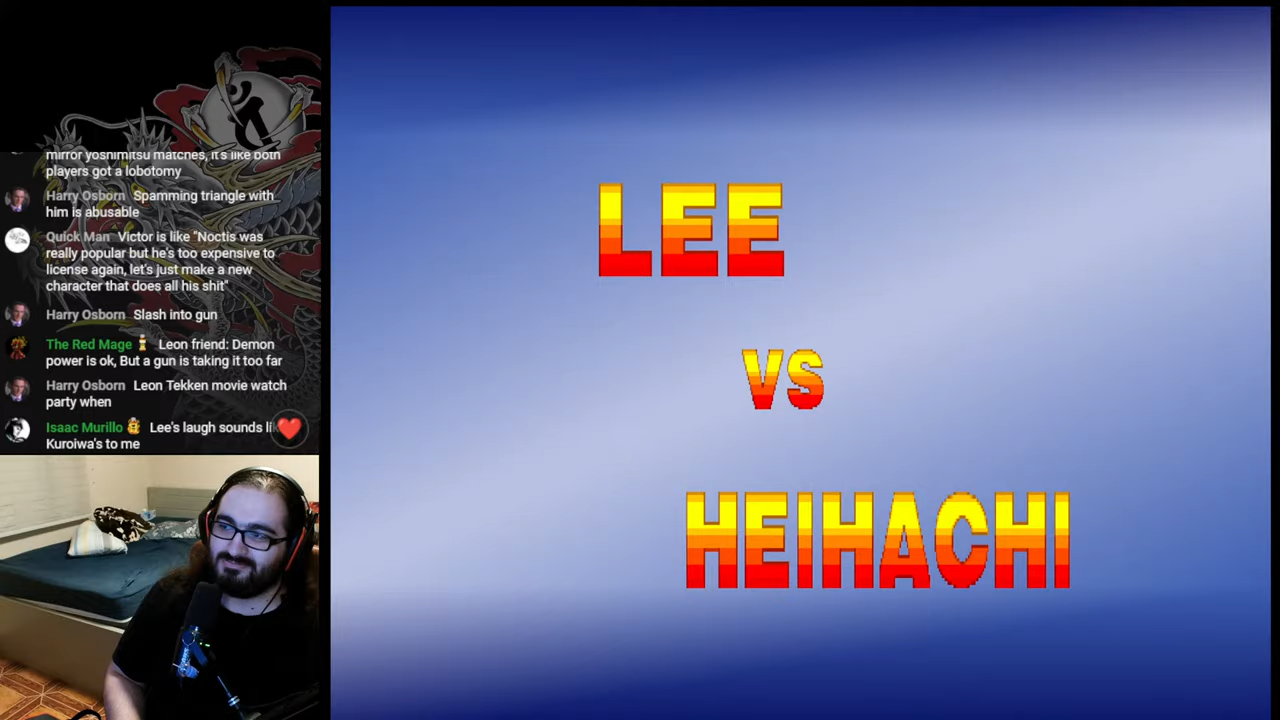 mirror yoshimitsu matches, it's like both
players got a lobotomy
Harry Osborn Spamming triangle with
him is abusable
Quick Man Victor is like "Noctis was
really popular but he's too expensive to
license again, let's just make a new
character that does all his shit"
Harry Osborn Slash into gun
The Red Mage Leon friend: Demon
power is ok, But a gun is taking it too far
Harry Osborn Leon Tekken movie watch
party when
Isaac Murillo Lee's laugh sounds
Kuroiwa's to me
LEE
VS
HEIHACHI